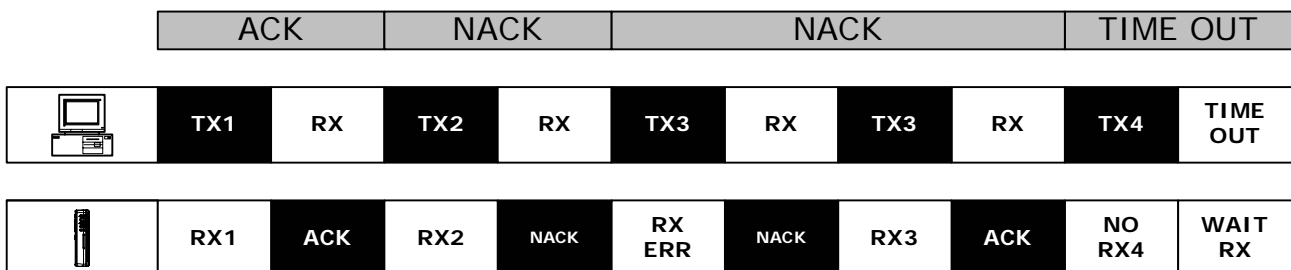 ACK NACK NACK TIME OUT
TX1 RX TX2 RX TX3 RX TX3 RX TX4 TIME
OUT
RX1 ACK RX2 NACK RX
ERR NACK RX3 ACK NO
RX4 WAIT
RX